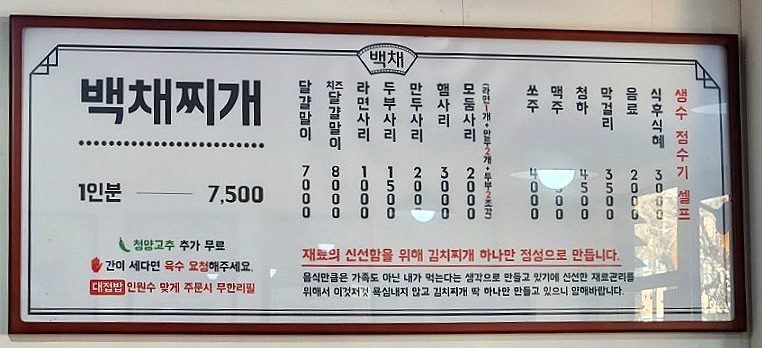 백채
백채찌개
1인분 7,500
청양고추 추가 무료
간이 세다면 육수 요청해주세요.
대접밥 인원수 맞게 주문시 무한리필
달걀말이 7000
치즈달걀말이 8000
라면사리 1000
두부사리 1500
만두사리 2000
햄사리 3000
모둠사리 2000
(라면1개+만두2개+두부2조각)
쏘주 4000
맥주
청하 4500
막걸리 3500
음료 2000
식후식혜
생수 정수기 셀프
재료의 신선함을 위해 김치찌개 하나만 정성으로 만듭니다.
음식만큼은 가족도 아닌 내가 먹는다는 생각으로 만들고 있기에 신선한 재료관리를
위해서 이것저것 욕심내지 않고 김치찌개 딱 하나만 만들고 있으니 양해바랍니다.